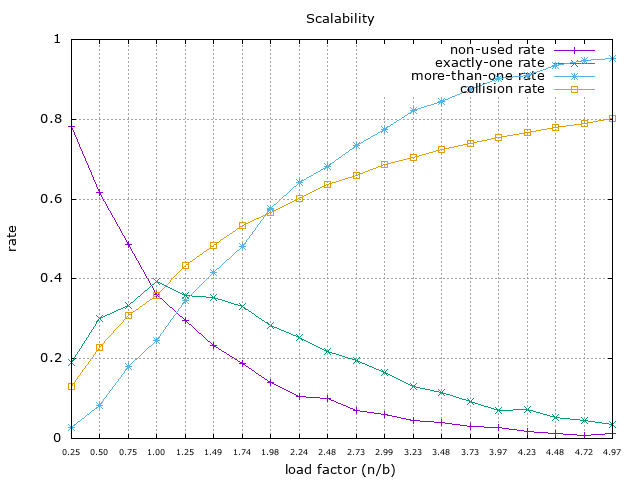 Scalability
1
non-used rate
exactly-one rate
more-than-one rate
collision rate
0.8
0.6
rate
0.4
0.2
0
0.25 0.50 0.75 1.00 1.25 1.49 1.74 1.98 2.24 2.48 2.73 2.99 3.23 3.48 3.73 3.97 4.23 4.48 4.72 4.97
load factor (n/b)